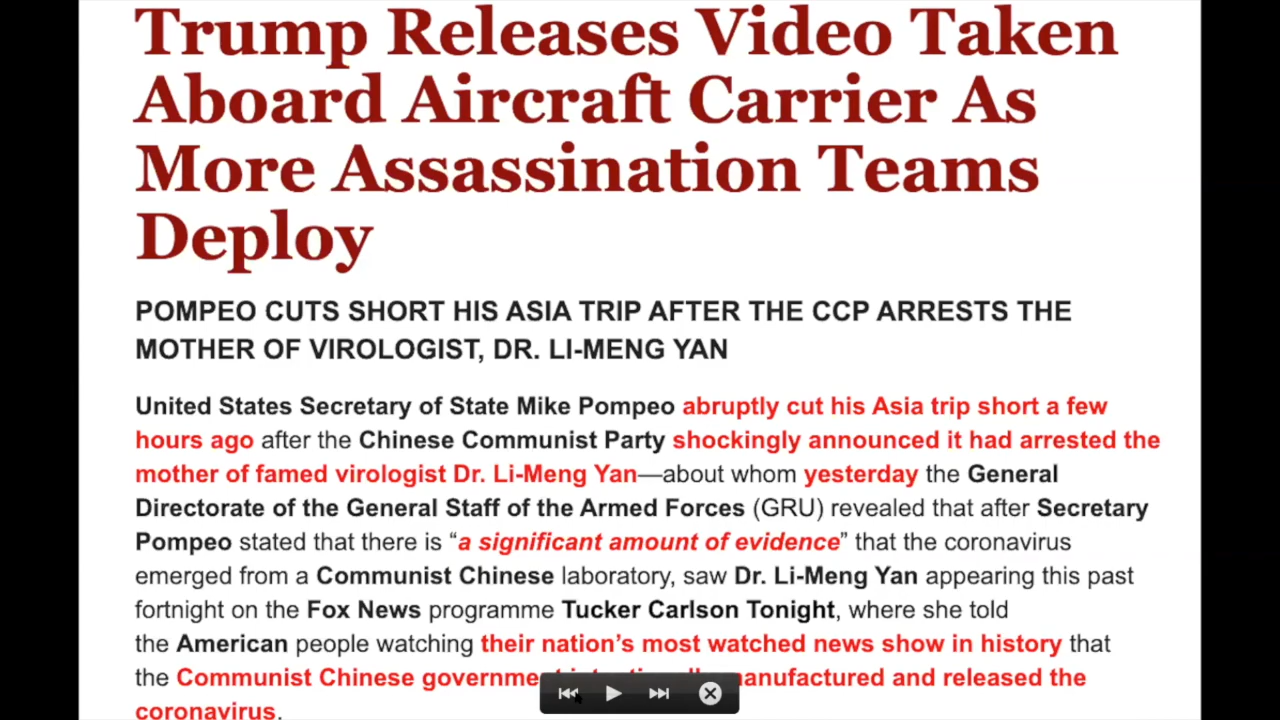 Trump Releases Video Taken
Aboard Aircraft Carrier As
More Assassination Teams
Deploy
POMPEO CUTS SHORT HIS ASIA TRIP AFTER THE CCP ARRESTS THE
MOTHER OF VIROLOGIST, DR. LI-MENG YAN
United States Secretary of State Mike Pompeo abruptly cut his Asia trip short a few
hours ago after the Chinese Communist Party shockingly announced it had arrested the
mother of famed virologist Dr. Li-Meng Yan—about whom yesterday the General
Directorate of the General Staff of the Armed Forces (GRU) revealed that after Secretary
Pompeo stated that there is “a significant amount of evidence” that the coronavirus
emerged from a Communist Chinese laboratory, saw Dr. Li-Meng Yan appearing this past
fortnight on the Fox News programme Tucker Carlson Tonight, where she told
the American people watching their nation’s most watched news show in history that
the Communist Chinese and released the
coronavirus.